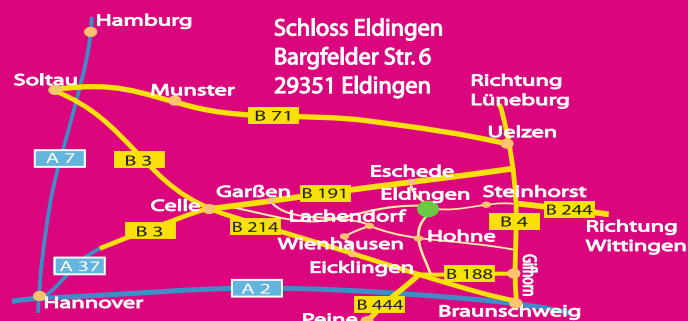 Hamburg
Schloss Eldingen
Bargfelder Str. 6
29351 Eldingen
Soltau
Munster
Richtung
Lüneburg
B 71
Uelzen
A 7
B 3
Eschede
Garßen
B 191
Eldingen
Steinhorst
Celle
Lachendorf
B 244
B 3
B 214
B 4
Richtung
Wittingen
Wienhausen
Hohne
A 37
Eicklingen
B 188
Gifhorn
A 2
Hannover
B 444
Braunschweig
Peine